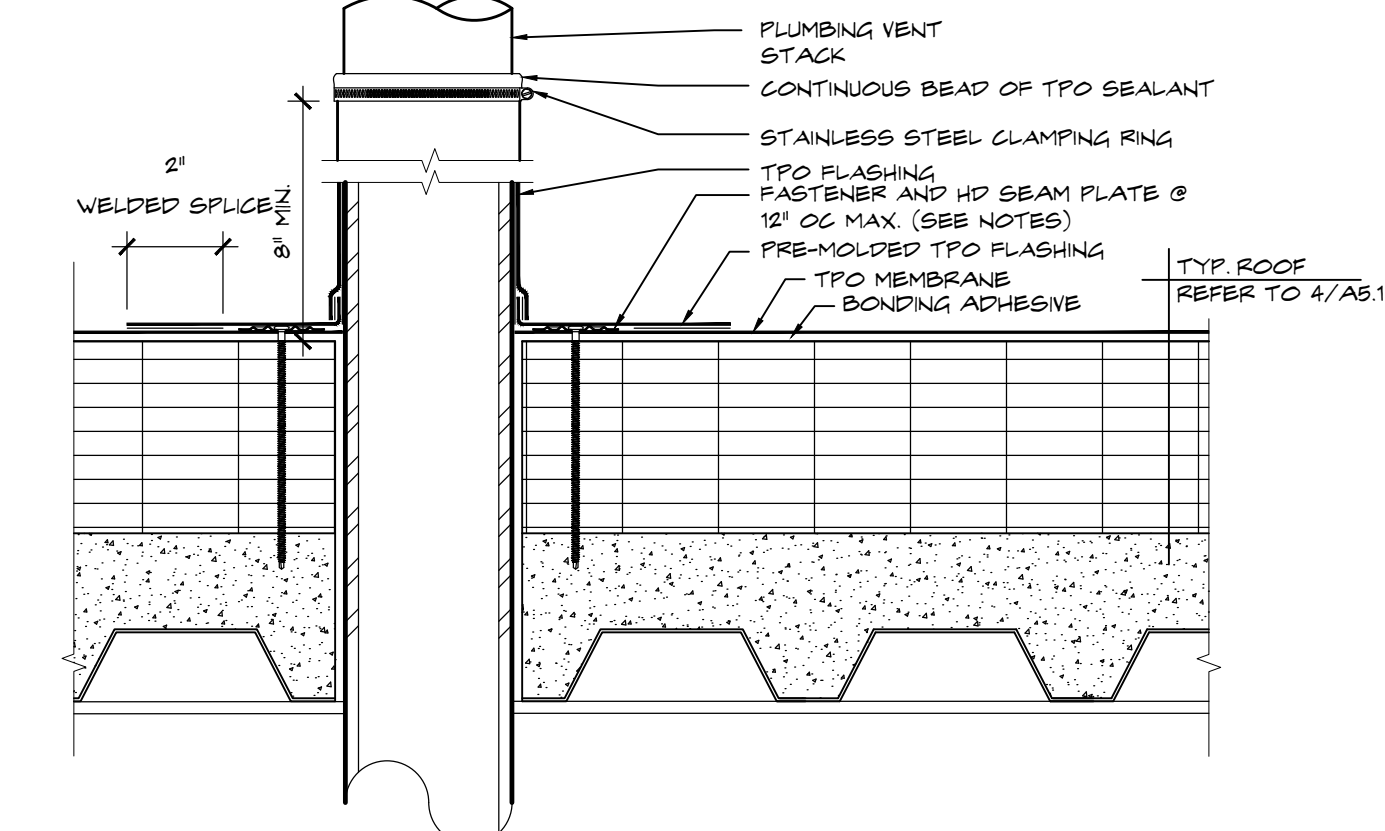 PLUMBING VENT
STACK
CONTINUOUS BEAD OF TPO SEALANT
STAINLESS STEEL CLAMPING RING
TPO FLASHING
FASTENER AND HD SEAM PLATE @
12" OC MAX. (SEE NOTES)
PRE-MOLDED TPO FLASHING
TPO MEMBRANE
BONDING ADHESIVE
TYP. ROOF
REFER TO 4/A5.1
2"
WELDED SPLICE
8" MIN.